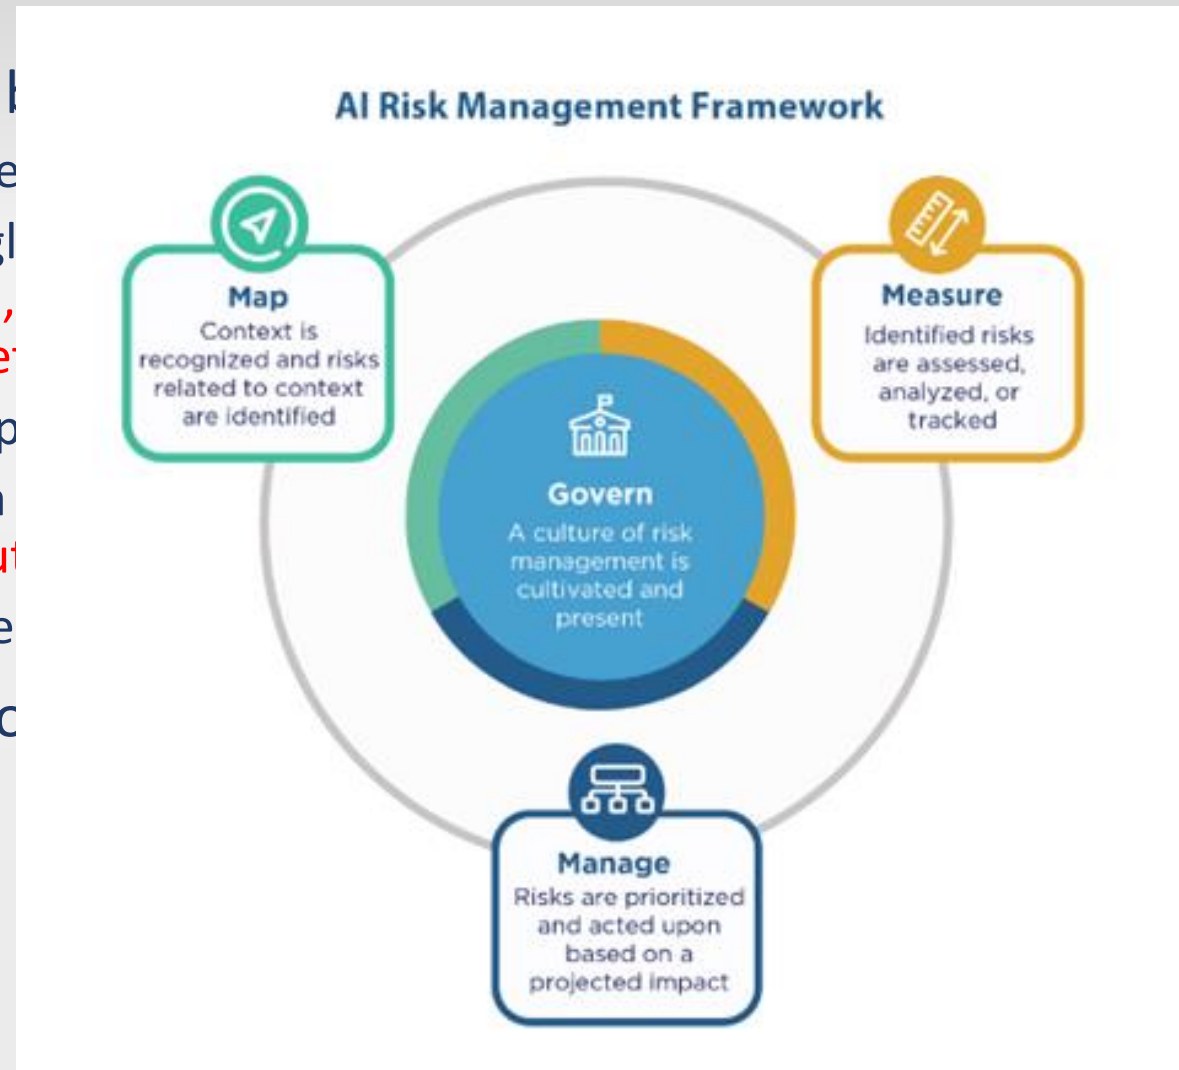 AI Risk Management Framework
Map
Context is
recognized and risks
related to context
are identified
Measure
Identified risks
are assessed,
analyzed, or
tracked
Govern
A culture of risk
management is
cultivated and
present
Manage
Risks are prioritized
and acted upon
based on a
projected impact